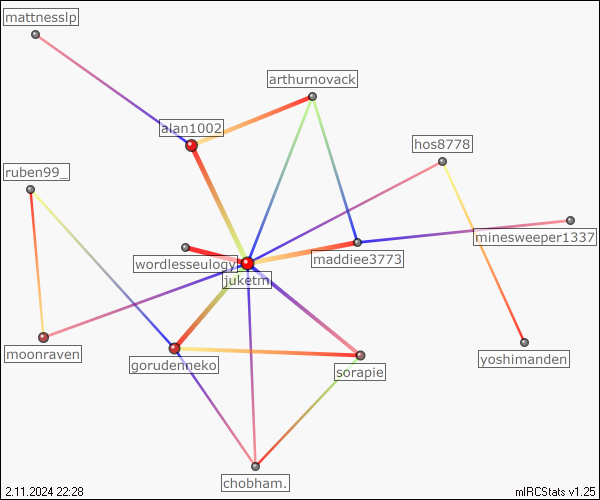 mattnesslp
arthurnovack
alan1002
hos8778
ruben99_
minesweeper1337
maddiee3773
wordlesseulogy
juketm
moonraven
gorudenneko
sorapie
yoshimanden
chobham.
2.11.2024 22:28
mIRCStats v1.25